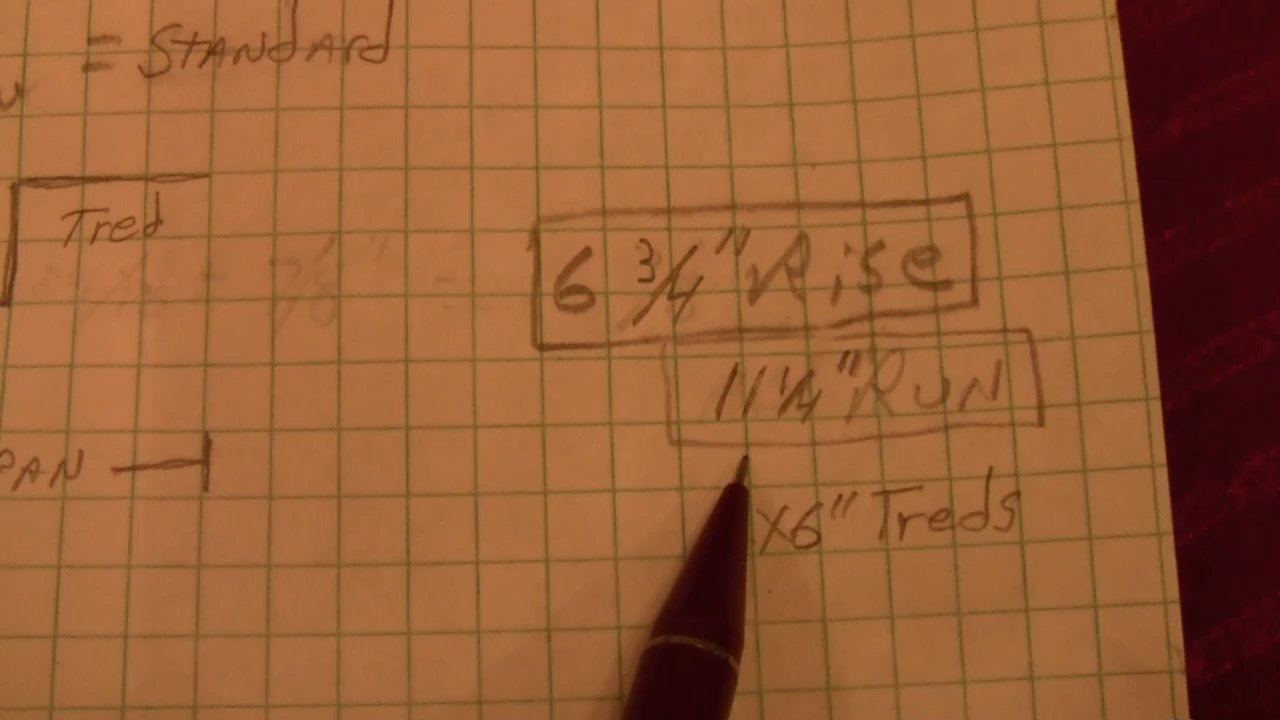 = STANdARd
Tred
6 3/4" Rise
11 1/4" RUN
PAN
X6" Treds